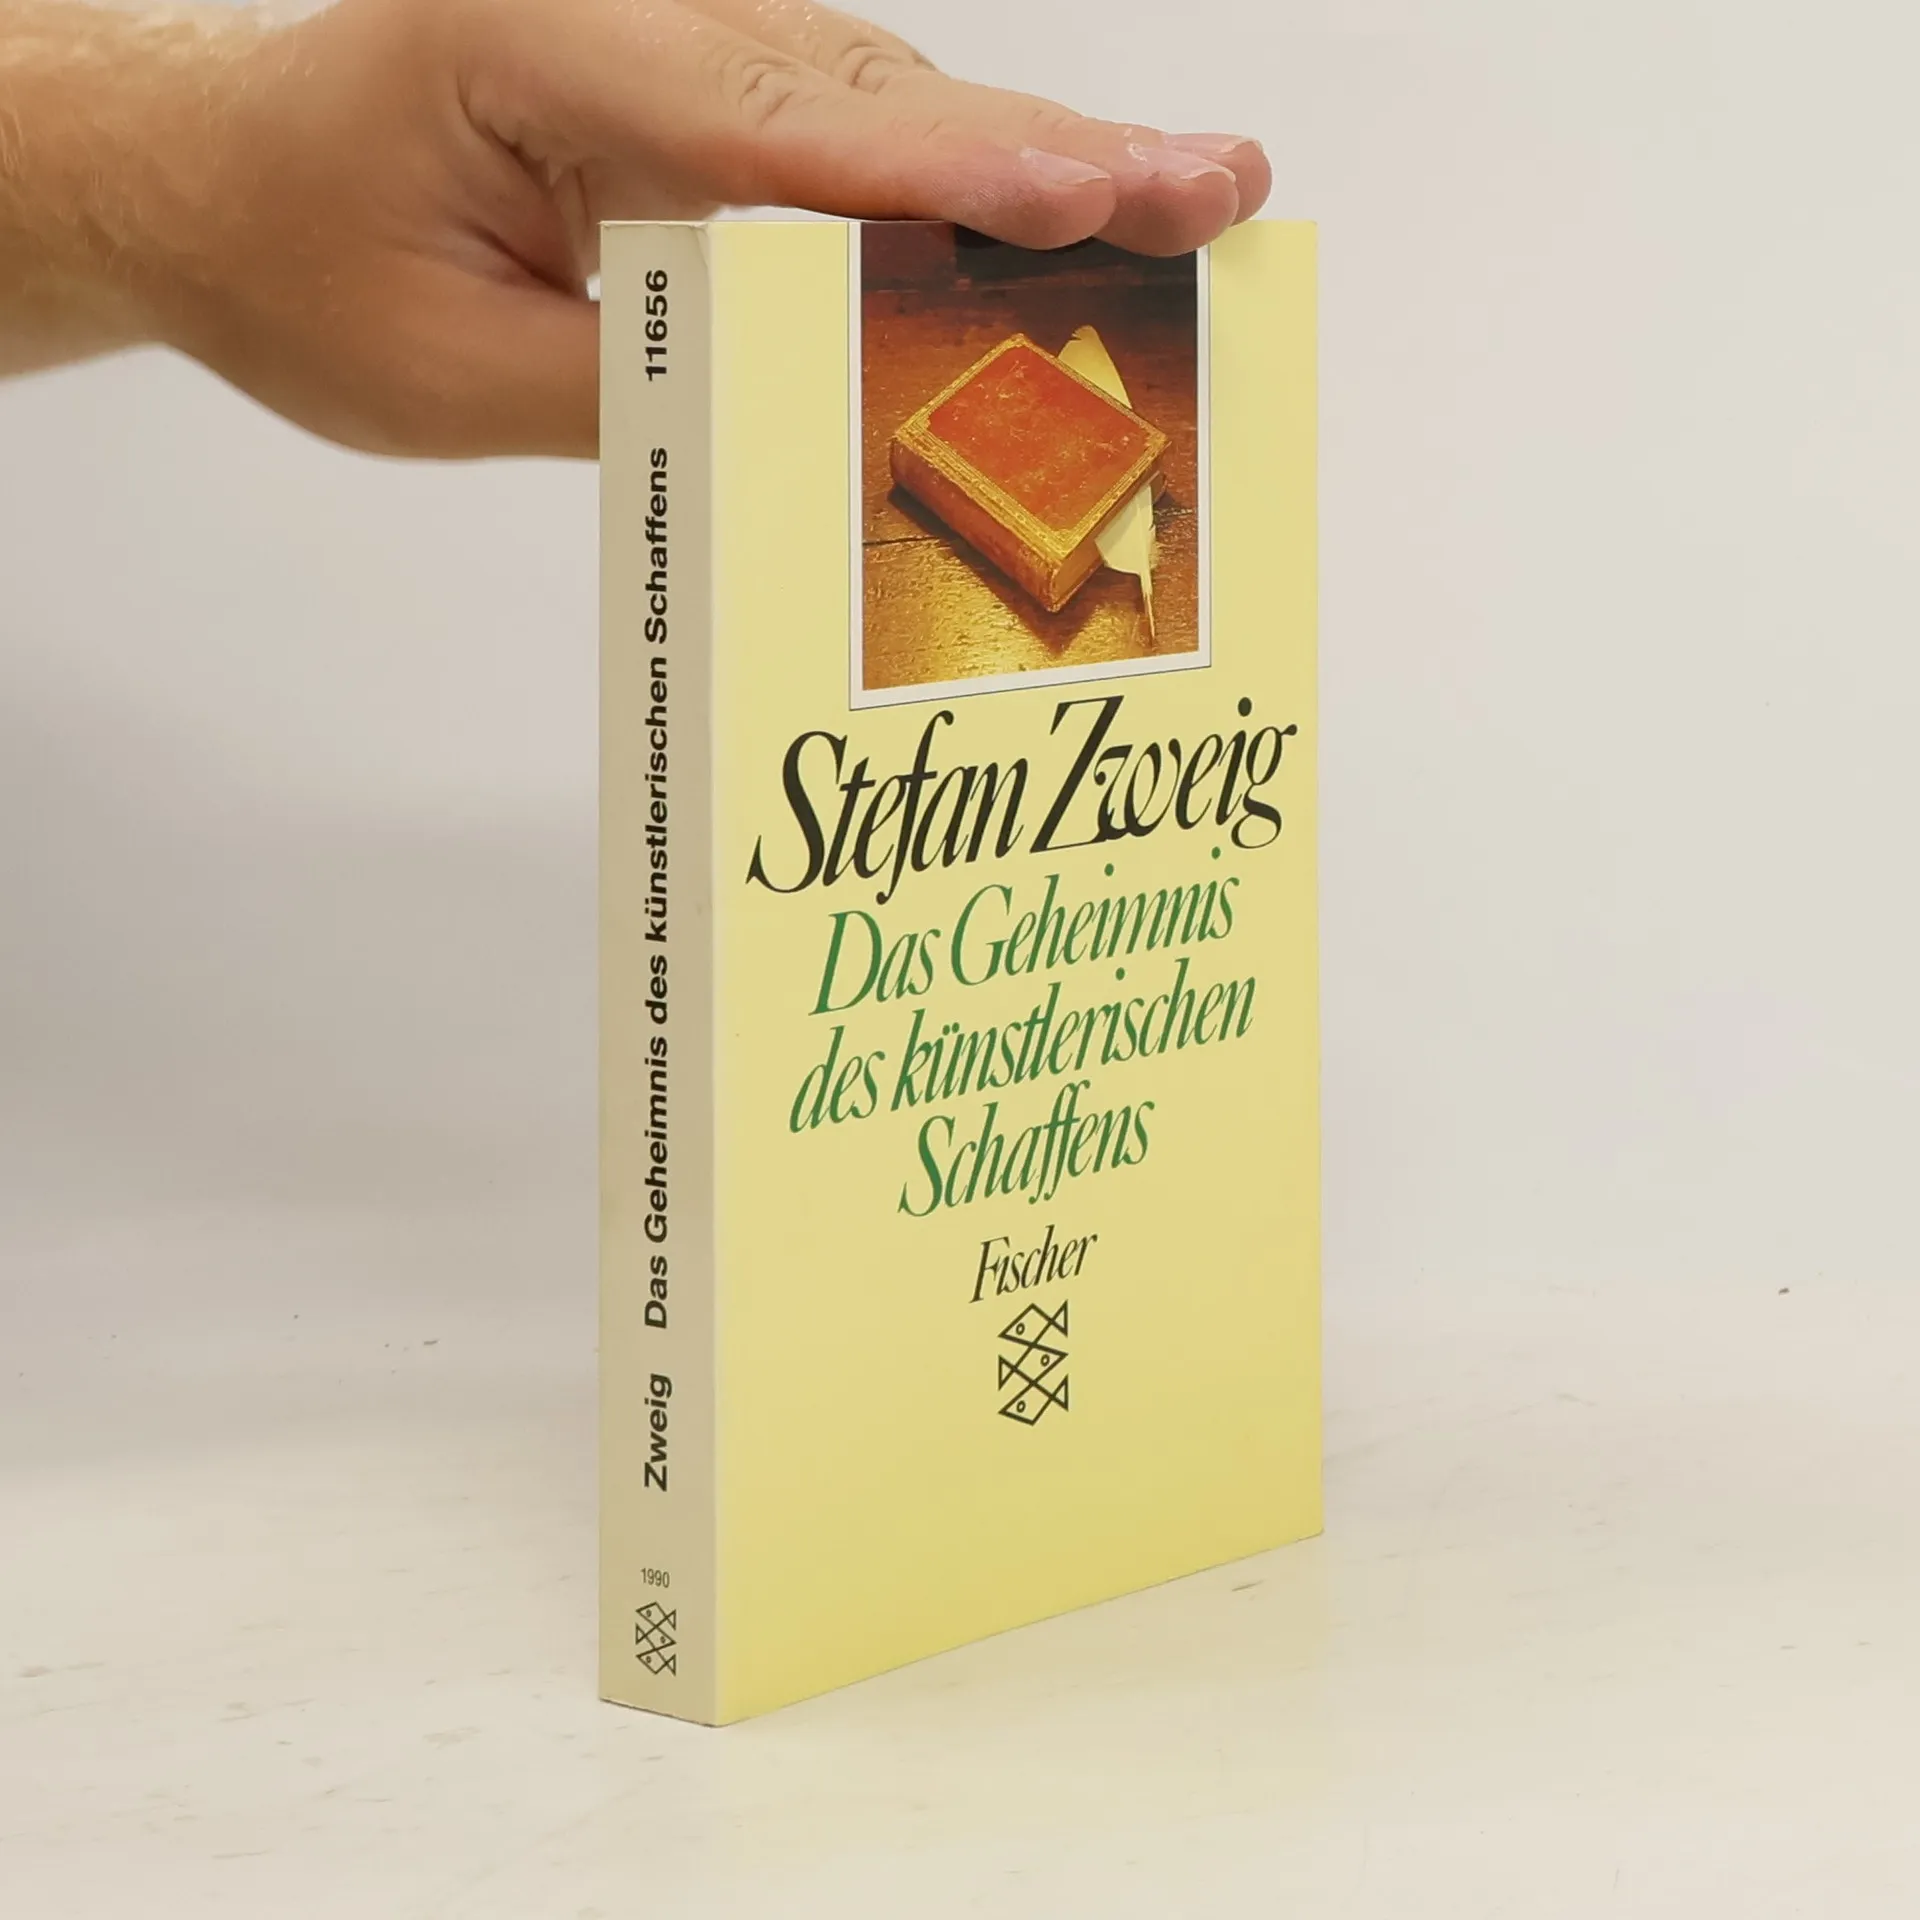 Stefan Zweig
Das Geheimnis
des künstlerischen
Schaffens
Fischer
Zweig Das Geheimnis des künstlerischen Schaffens 11656
1990